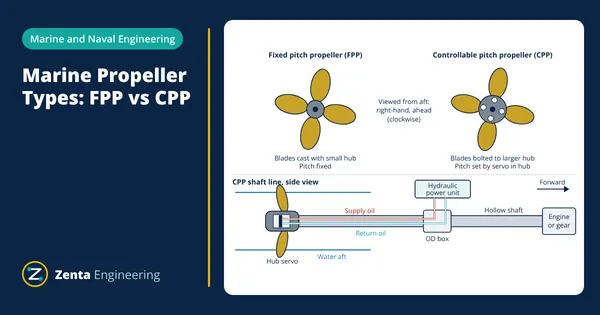 Marine and Naval Engineering
Marine Propeller
Types: FPP vs CPP
Zenta Engineering
Fixed pitch propeller (FPP)
Controllable pitch propeller (CPP)
Viewed from aft:
right-hand, ahead
(clockwise)
Blades cast with small hub
Pitch fixed
Blades bolted to larger hub
Pitch set by servo in hub
CPP shaft line, side view
Hydraulic
power unit
Forward
Supply oil
Hollow shaft
Engine
or gear
Return oil
OD box
Water aft
Hub servo